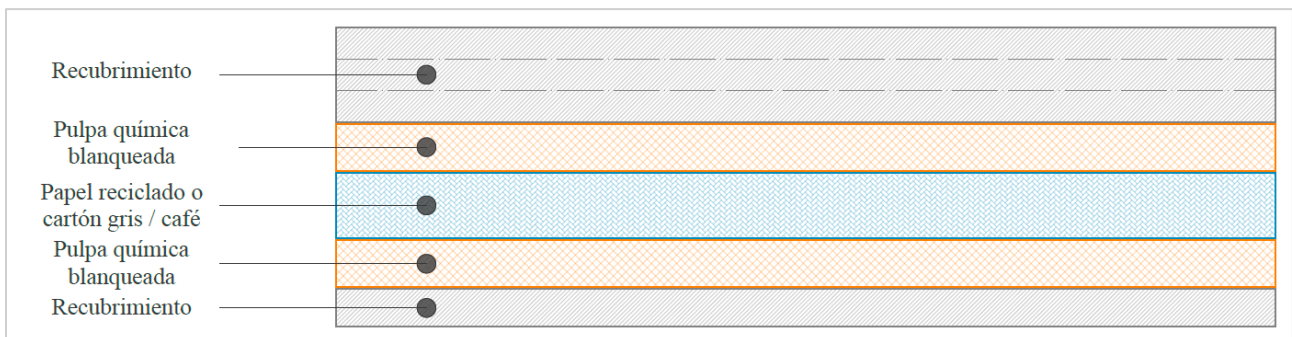 Recubrimiento
Pulpa química
blanqueada
Papel reciclado o
cartón gris / café
Pulpa química
blanqueada
Recubrimiento